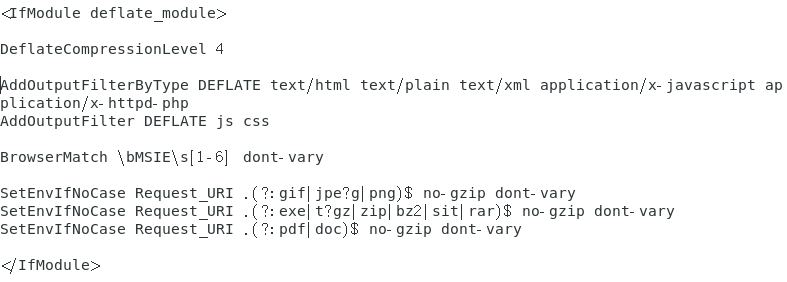 <IfModule deflate_module>
DeflateCompressionLevel 4
AddOutputFilterByType DEFLATE text/html text/plain text/xml application/x-javascript ap
plication/x-httpd-php
AddOutputFilter DEFLATE js css
BrowserMatch \bMSIE\s[1-6] dont-vary
SetEnvIfNoCase Request_URI .(?:gif|jpe?g|png)$ no-gzip dont-vary
SetEnvIfNoCase Request_URI .(?:exe|t?gz|zip|bz2|sit|rar)$ no-gzip dont-vary
SetEnvIfNoCase Request_URI .(?:pdf|doc)$ no-gzip dont-vary
</IfModule>